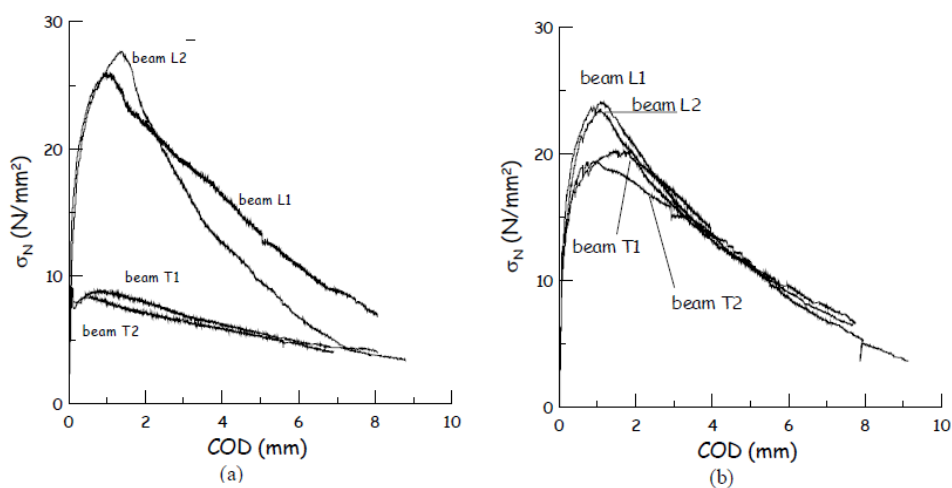 30
beam L2
20
σN (N/mm²)
beam L1
10
beam T1
beam T2
0
0 2 4 6 8 10
COD (mm)
(a)
30
beam L1
beam L2
20
σN (N/mm²)
beam T1
10
beam T2
0
0 2 4 6 8 10
COD (mm)
(b)